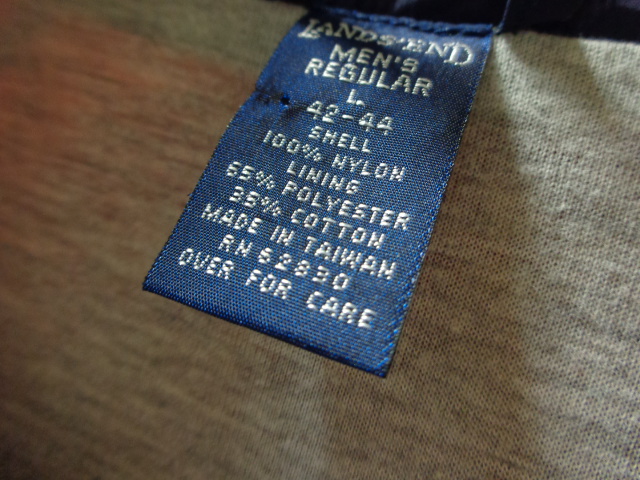 LANDS'END
MEN'S
REGULAR
L
42-44
SHELL
100% NYLON
LINING
65% POLYESTER
35% COTTON
MADE IN TAIWAN
RN 62830
OVER FOR CARE